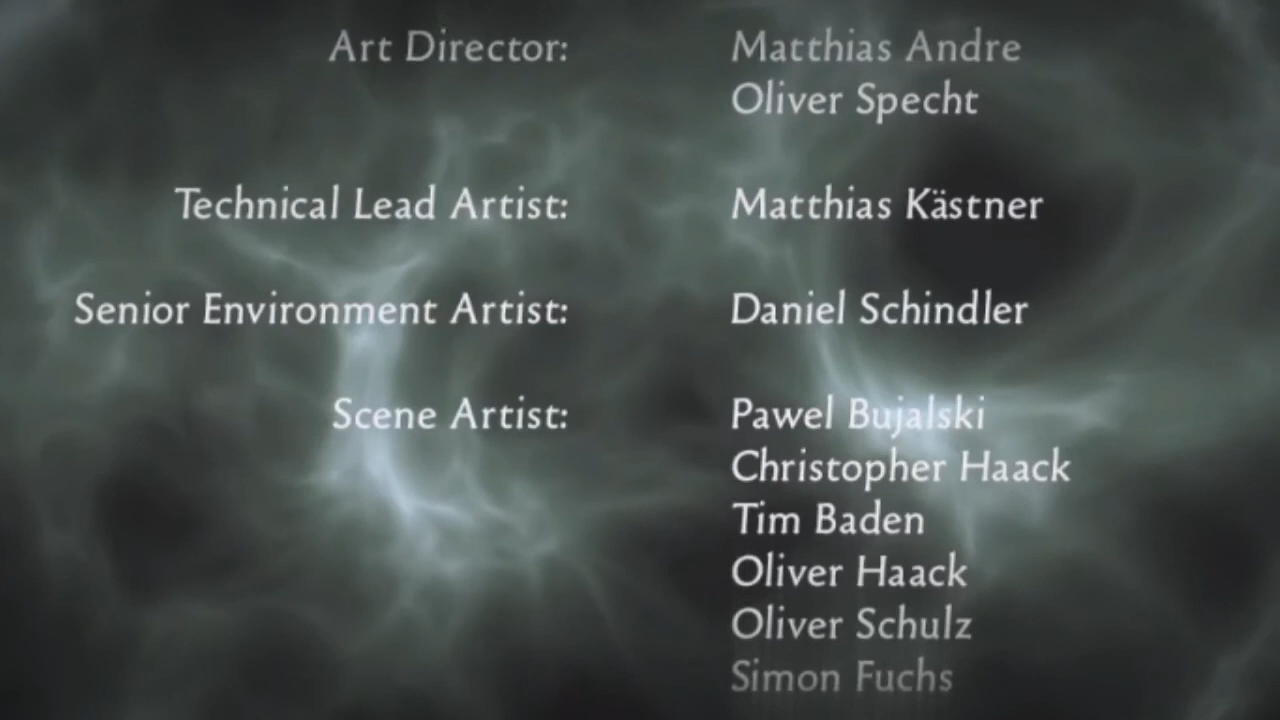 Art Director: Matthias Andre
Oliver Specht
Technical Lead Artist: Matthias Kästner
Senior Environment Artist: Daniel Schindler
Scene Artist: Pawel Bujalski
Christopher Haack
Tim Baden
Oliver Haack
Oliver Schulz
Simon Fuchs